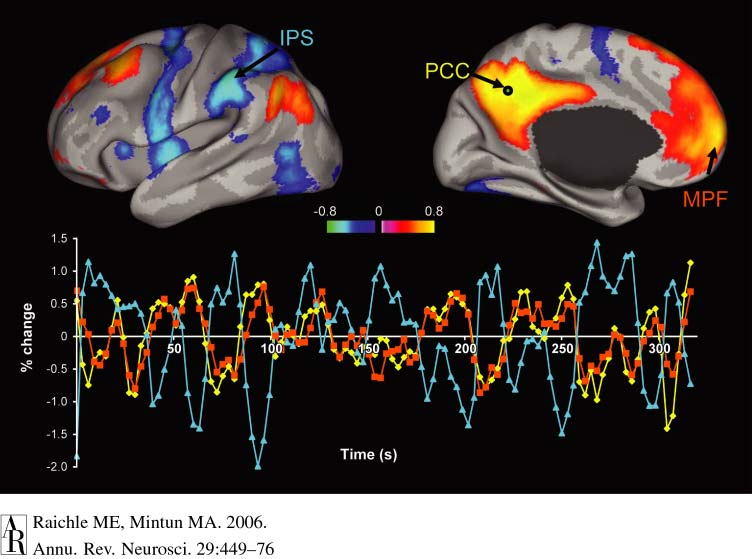 IPS
PCC
MPF
-0.8 0 0.8
1.5
1.0
0.5
0
-0.5
-1.0
-1.5
-2.0
% change
50 100 150 200 250 300
Time (s)
AR
Raichle ME, Mintun MA. 2006.
Annu. Rev. Neurosci. 29:449–76